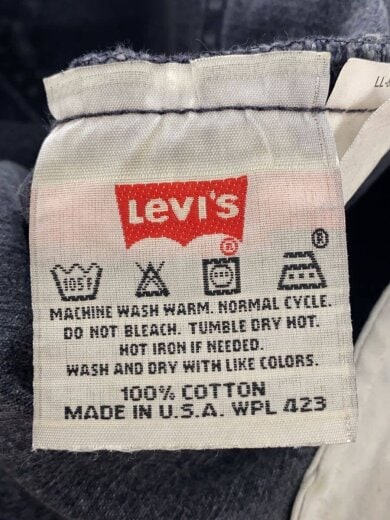 LEVI'S
®
®
105F
MACHINE WASH WARM. NORMAL CYCLE.
DO NOT BLEACH. TUMBLE DRY HOT.
HOT IRON IF NEEDED.
WASH AND DRY WITH LIKE COLORS.
100% COTTON
MADE IN U.S.A. WPL 423